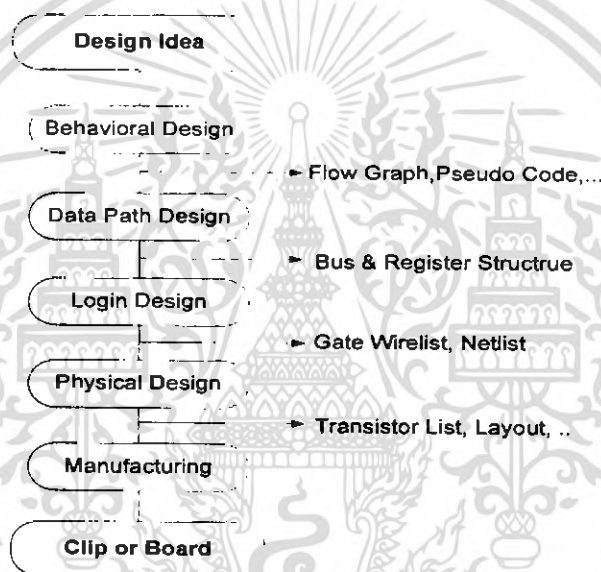 Design Idea
Behavioral Design
Flow Graph,Pseudo Code,...
Data Path Design
Bus & Register Structrue
Login Design
Gate Wirelist, Netlist
Physical Design
Transistor List, Layout, ..
Manufacturing
Clip or Board